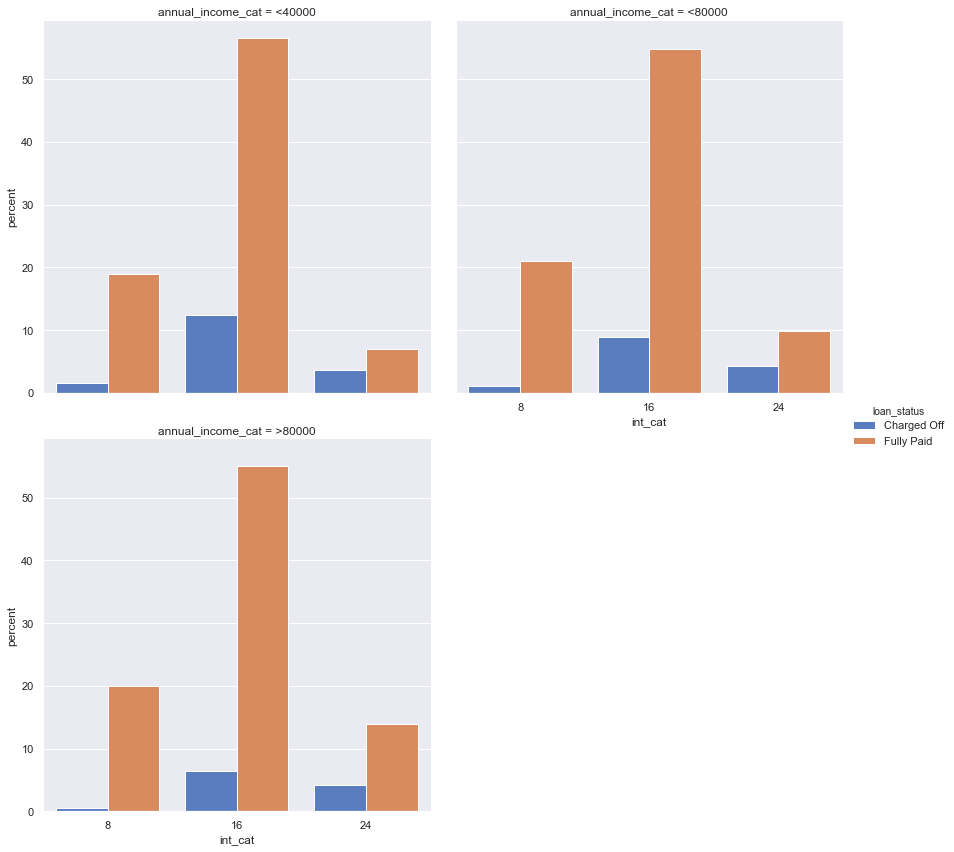 annual_income_cat = <40000
annual_income_cat = <80000
percent
50
40
30
20
10
0
8
16
24
int_cat
loan_status
Charged Off
Fully Paid
annual_income_cat = >80000
percent
50
40
30
20
10
0
8
16
24
int_cat